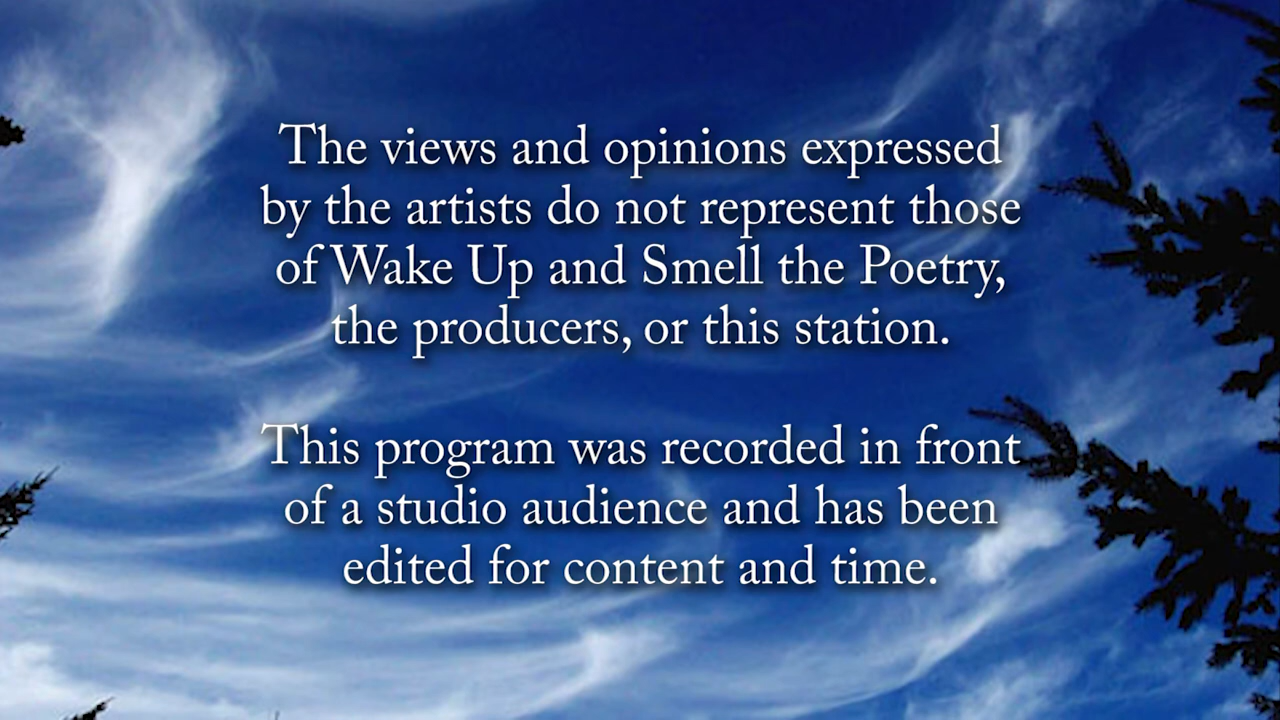 The views and opinions expressed
by the artists do not represent those
of Wake Up and Smell the Poetry,
the producers, or this station.
This program was recorded in front
of a studio audience and has been
edited for content and time.